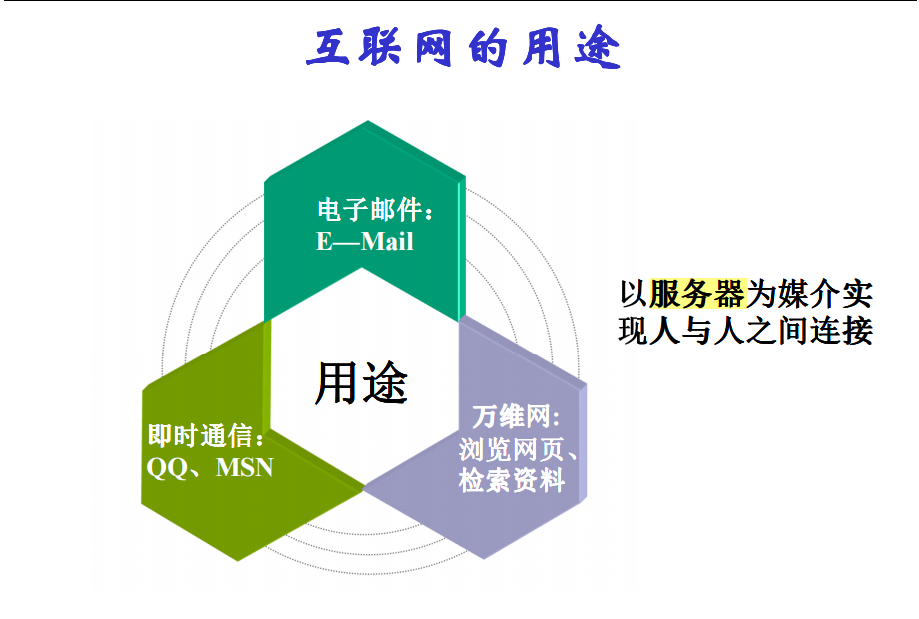 互联网的用途
电子邮件：
E—Mail
以服务器为媒介实
现人与人之间连接
用途
即时通信：
QQ、MSN
万维网:
浏览网页、
检索资料